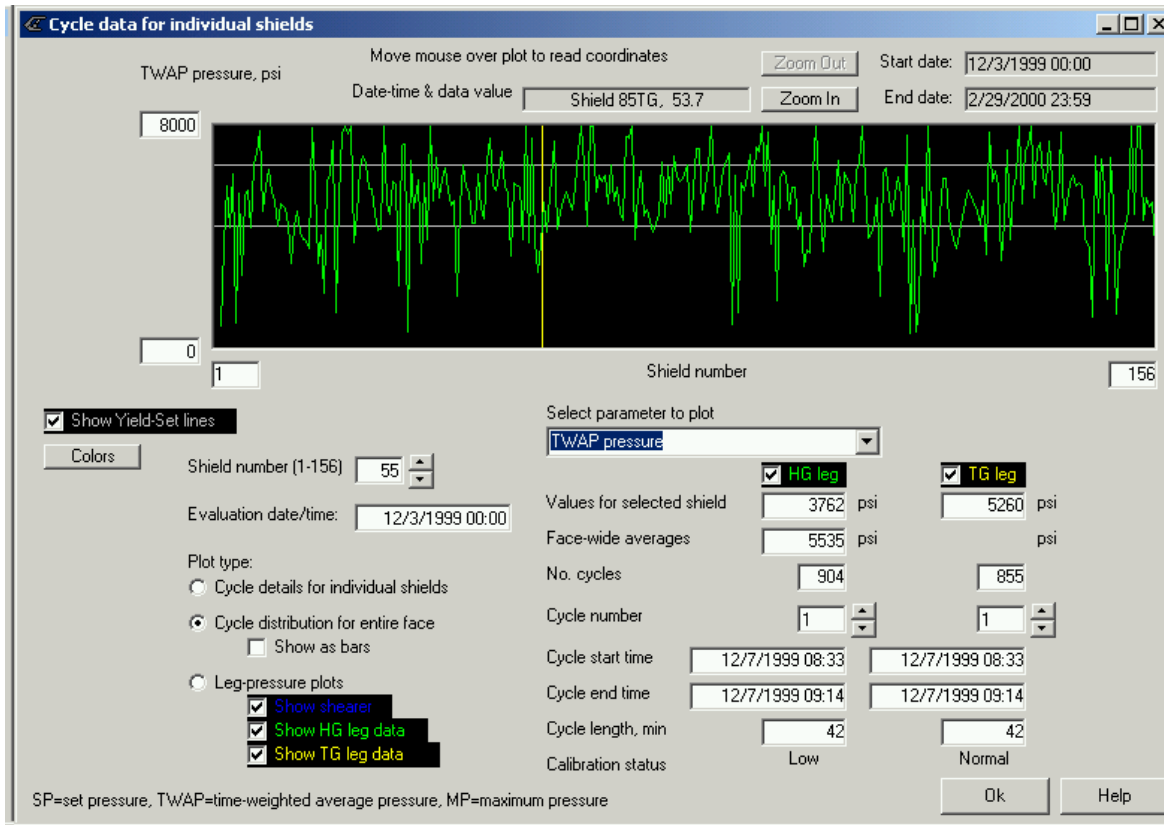 Cycle data for individual shields
Move mouse over plot to read coordinates
Zoom Out
Start date: 12/3/1999 00:00
TWAP pressure, psi
Date-time & data value Shield 85TG, 53.7
Zoom In
End date: 2/29/2000 23:59
8000
0
1
Shield number
156
Show Yield-Set lines
Colors
Shield number (1-156) 55
Evaluation date/time: 12/3/1999 00:00
Plot type:
Cycle details for individual shields
Cycle distribution for entire face
Show as bars
Leg-pressure plots
Show shearer
Show HG leg data
Show TG leg data
Select parameter to plot
TWAP pressure
HG leg TG leg
Values for selected shield 3762 psi 5260 psi
Face-wide averages 5535 psi psi
No. cycles 904 855
Cycle number 1 1
Cycle start time 12/7/1999 08:33 12/7/1999 08:33
Cycle end time 12/7/1999 09:14 12/7/1999 09:14
Cycle length, min 42 42
Calibration status Low Normal
SP=set pressure, TWAP=time-weighted average pressure, MP=maximum pressure
Ok
Help